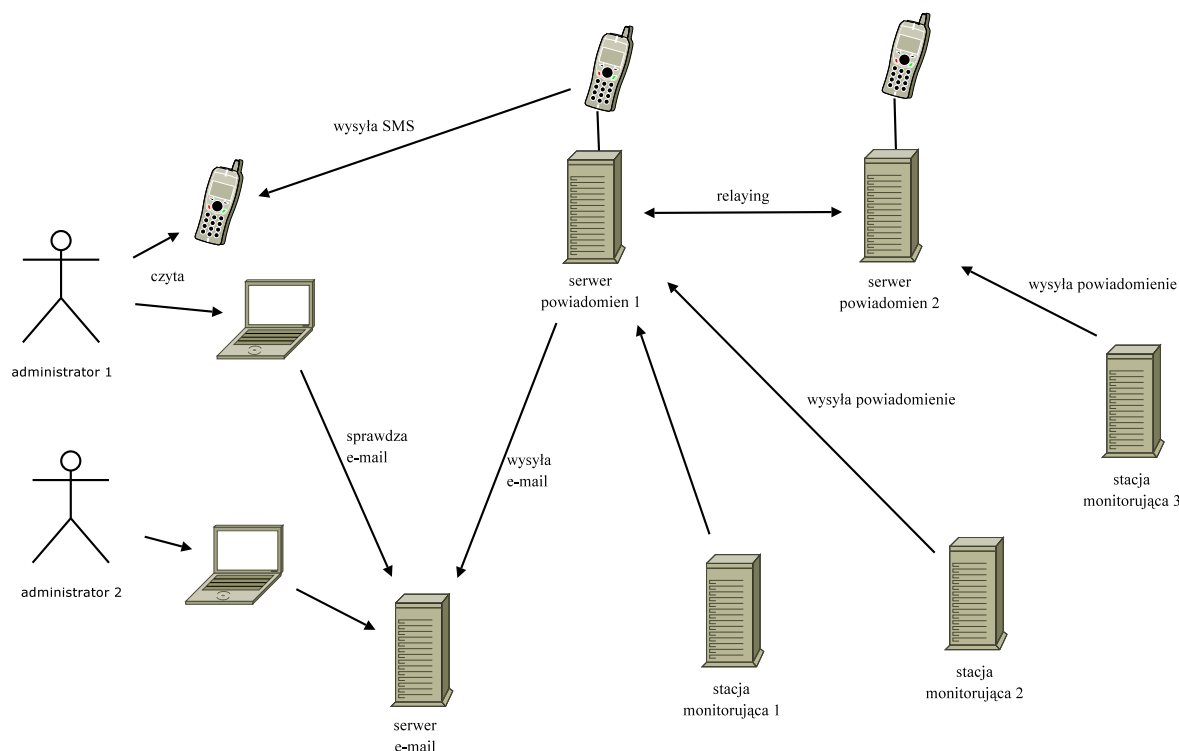 wysyła SMS
relaying
czyta
serwer
powiadomien 1
serwer
powiadomien 2
wysyła powiadomienie
administrator 1
wysyła powiadomienie
sprawdza
e-mail
wysyła
e-mail
stacja
monitorująca 3
administrator 2
stacja
monitorująca 2
stacja
monitorująca 1
serwer
e-mail